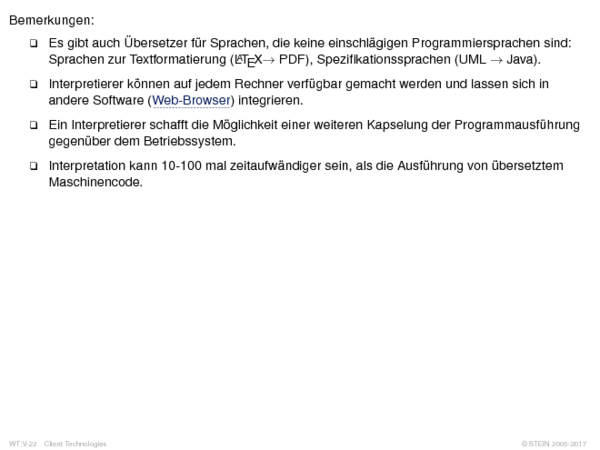 Bemerkungen:
❑ Es gibt auch Übersetzer für Sprachen, die keine einschlägigen Programmiersprachen sind:
Sprachen zur Textformatierung (LATEX→ PDF), Spezifikationssprachen (UML → Java).
❑ Interpretierer können auf jedem Rechner verfügbar gemacht werden und lassen sich in
andere Software (Web-Browser) integrieren.
❑ Ein Interpretierer schafft die Möglichkeit einer weiteren Kapselung der Programmausführung
gegenüber dem Betriebssystem.
❑ Interpretation kann 10-100 mal zeitaufwändiger sein, als die Ausführung von übersetztem
Maschinencode.
WT:V-22 Client Technologies © STEIN 2005-2017